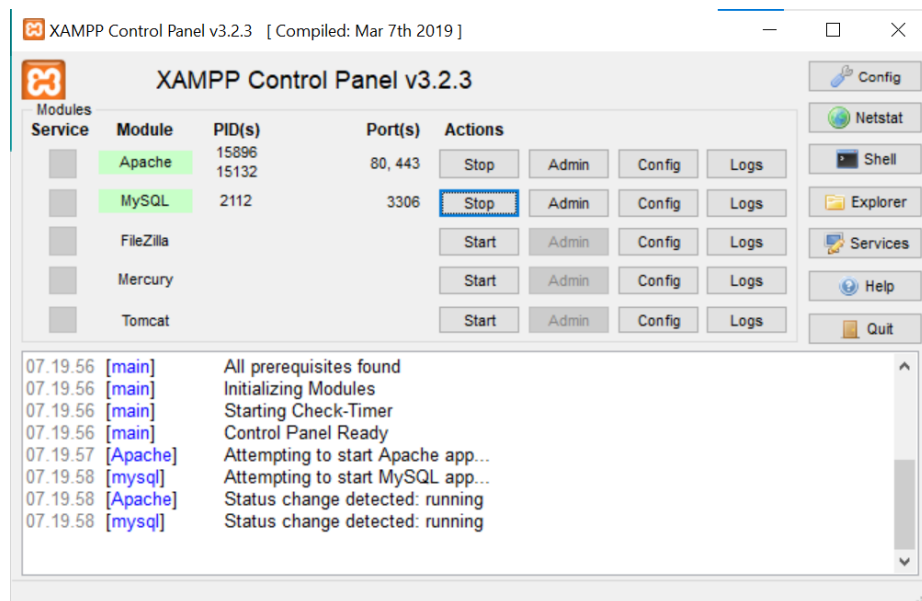 XAMPP Control Panel v3.2.3 [ Compiled: Mar 7th 2019 ]
XAMPP Control Panel v3.2.3
Config
Modules
Service Module PID(s) Port(s) Actions
Netstat
Apache 15896 15132 80, 443 Stop Admin Config Logs
Shell
MySQL 2112 3306 Stop Admin Config Logs
Explorer
FileZilla Start Admin Config Logs
Services
Mercury Start Admin Config Logs
Help
Tomcat Start Admin Config Logs
Quit
07.19.56 [main] All prerequisites found
07.19.56 [main] Initializing Modules
07.19.56 [main] Starting Check-Timer
07.19.56 [main] Control Panel Ready
07.19.57 [Apache] Attempting to start Apache app...
07.19.58 [mysql] Attempting to start MySQL app...
07.19.58 [Apache] Status change detected: running
07.19.58 [mysql] Status change detected: running